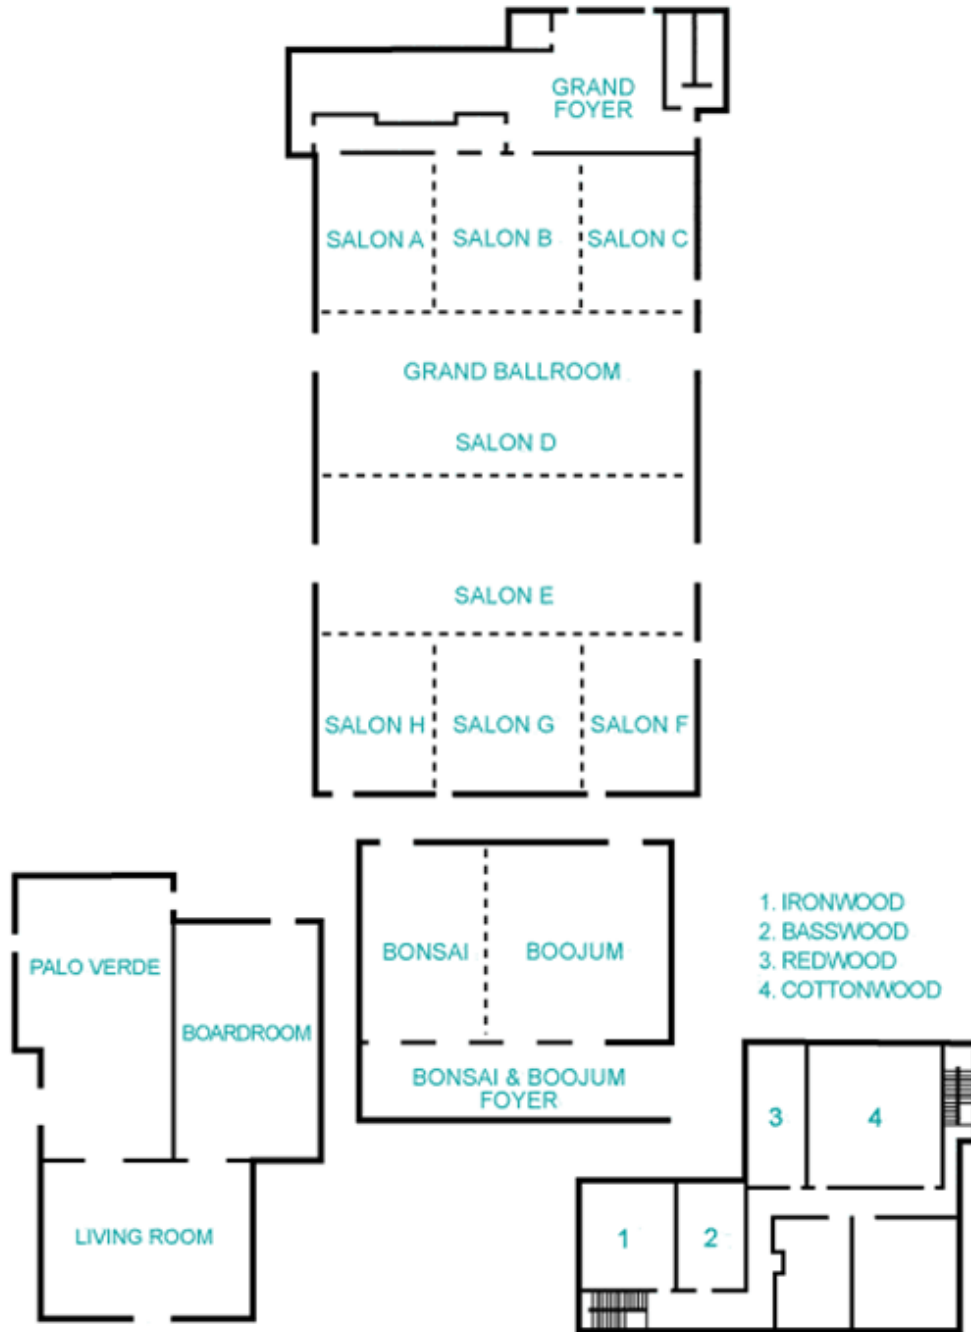 GRAND
FOYER
SALON A
SALON B
SALON C
GRAND BALLROOM
SALON D
SALON E
SALON H
SALON G
SALON F
PALO VERDE
BOARDROOM
LIVING ROOM
BONSAI
BOOJUM
BONSAI & BOOJUM
FOYER
1. IRONWOOD
2. BASSWOOD
3. REDWOOD
4. COTTONWOOD
3
4
1
2